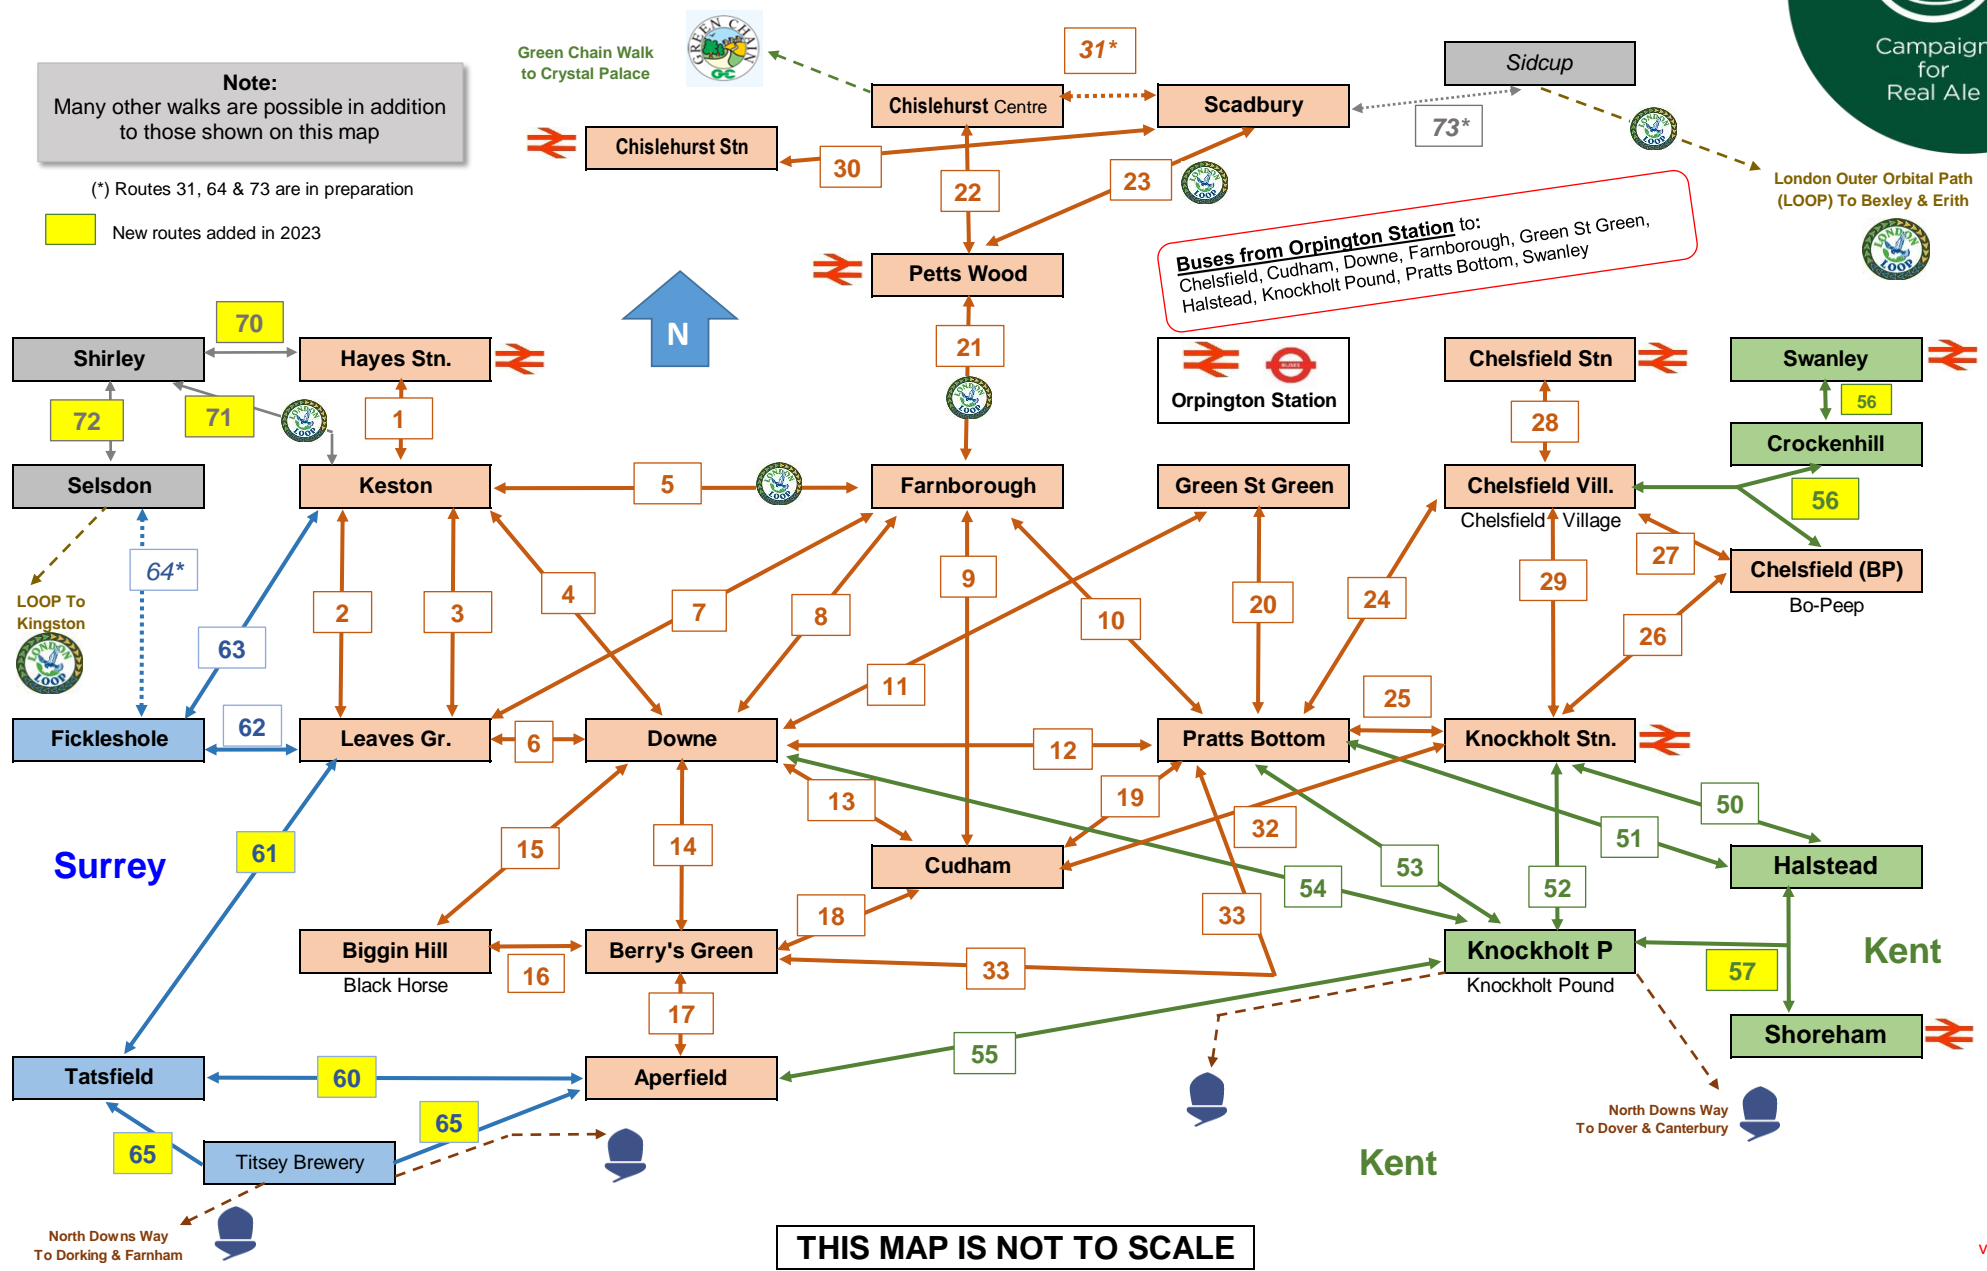 Campaign
for
Real Ale
Note:
Many other walks are possible in addition
to those shown on this map
(*) Routes 31, 64 & 73 are in preparation
New routes added in 2023
Green Chain Walk
to Crystal Palace
GREEN CHAIN
31*
Sidcup
Chislehurst Centre
Scadbury
73*
Chislehurst Stn
30
22
23
London Outer Orbital Path
(LOOP) To Bexley & Erith
LONDON
LOOP
Buses from Orpington Station to:
Chelsfield, Cudham, Downe, Farnborough, Green St Green,
Halstead, Knockholt Pound, Pratts Bottom, Swanley
Petts Wood
N
70
21
Shirley
Hayes Stn.
Orpington Station
Chelsfield Stn
Swanley
72
71
1
28
56
Crockenhill
Selsdon
Keston
5
Farnborough
Green St Green
Chelsfield Vill.
Chelsfield Village
56
64*
LOOP To
Kingston
LONDON
LOOP
63
2
3
4
7
8
9
10
20
24
29
27
Chelsfield (BP)
Bo-Peep
26
11
25
Fickleshole
62
Leaves Gr.
6
Downe
12
Pratts Bottom
Knockholt Stn.
13
19
50
Surrey
61
15
14
32
51
Cudham
Halstead
54
53
52
18
33
Biggin Hill
Black Horse
16
Berry's Green
33
Knockholt P
Knockholt Pound
57
Kent
17
55
Shoreham
Tatsfield
60
Aperfield
65
65
Titsey Brewery
North Downs Way
To Dover & Canterbury
Kent
North Downs Way
To Dorking & Farnham
THIS MAP IS NOT TO SCALE